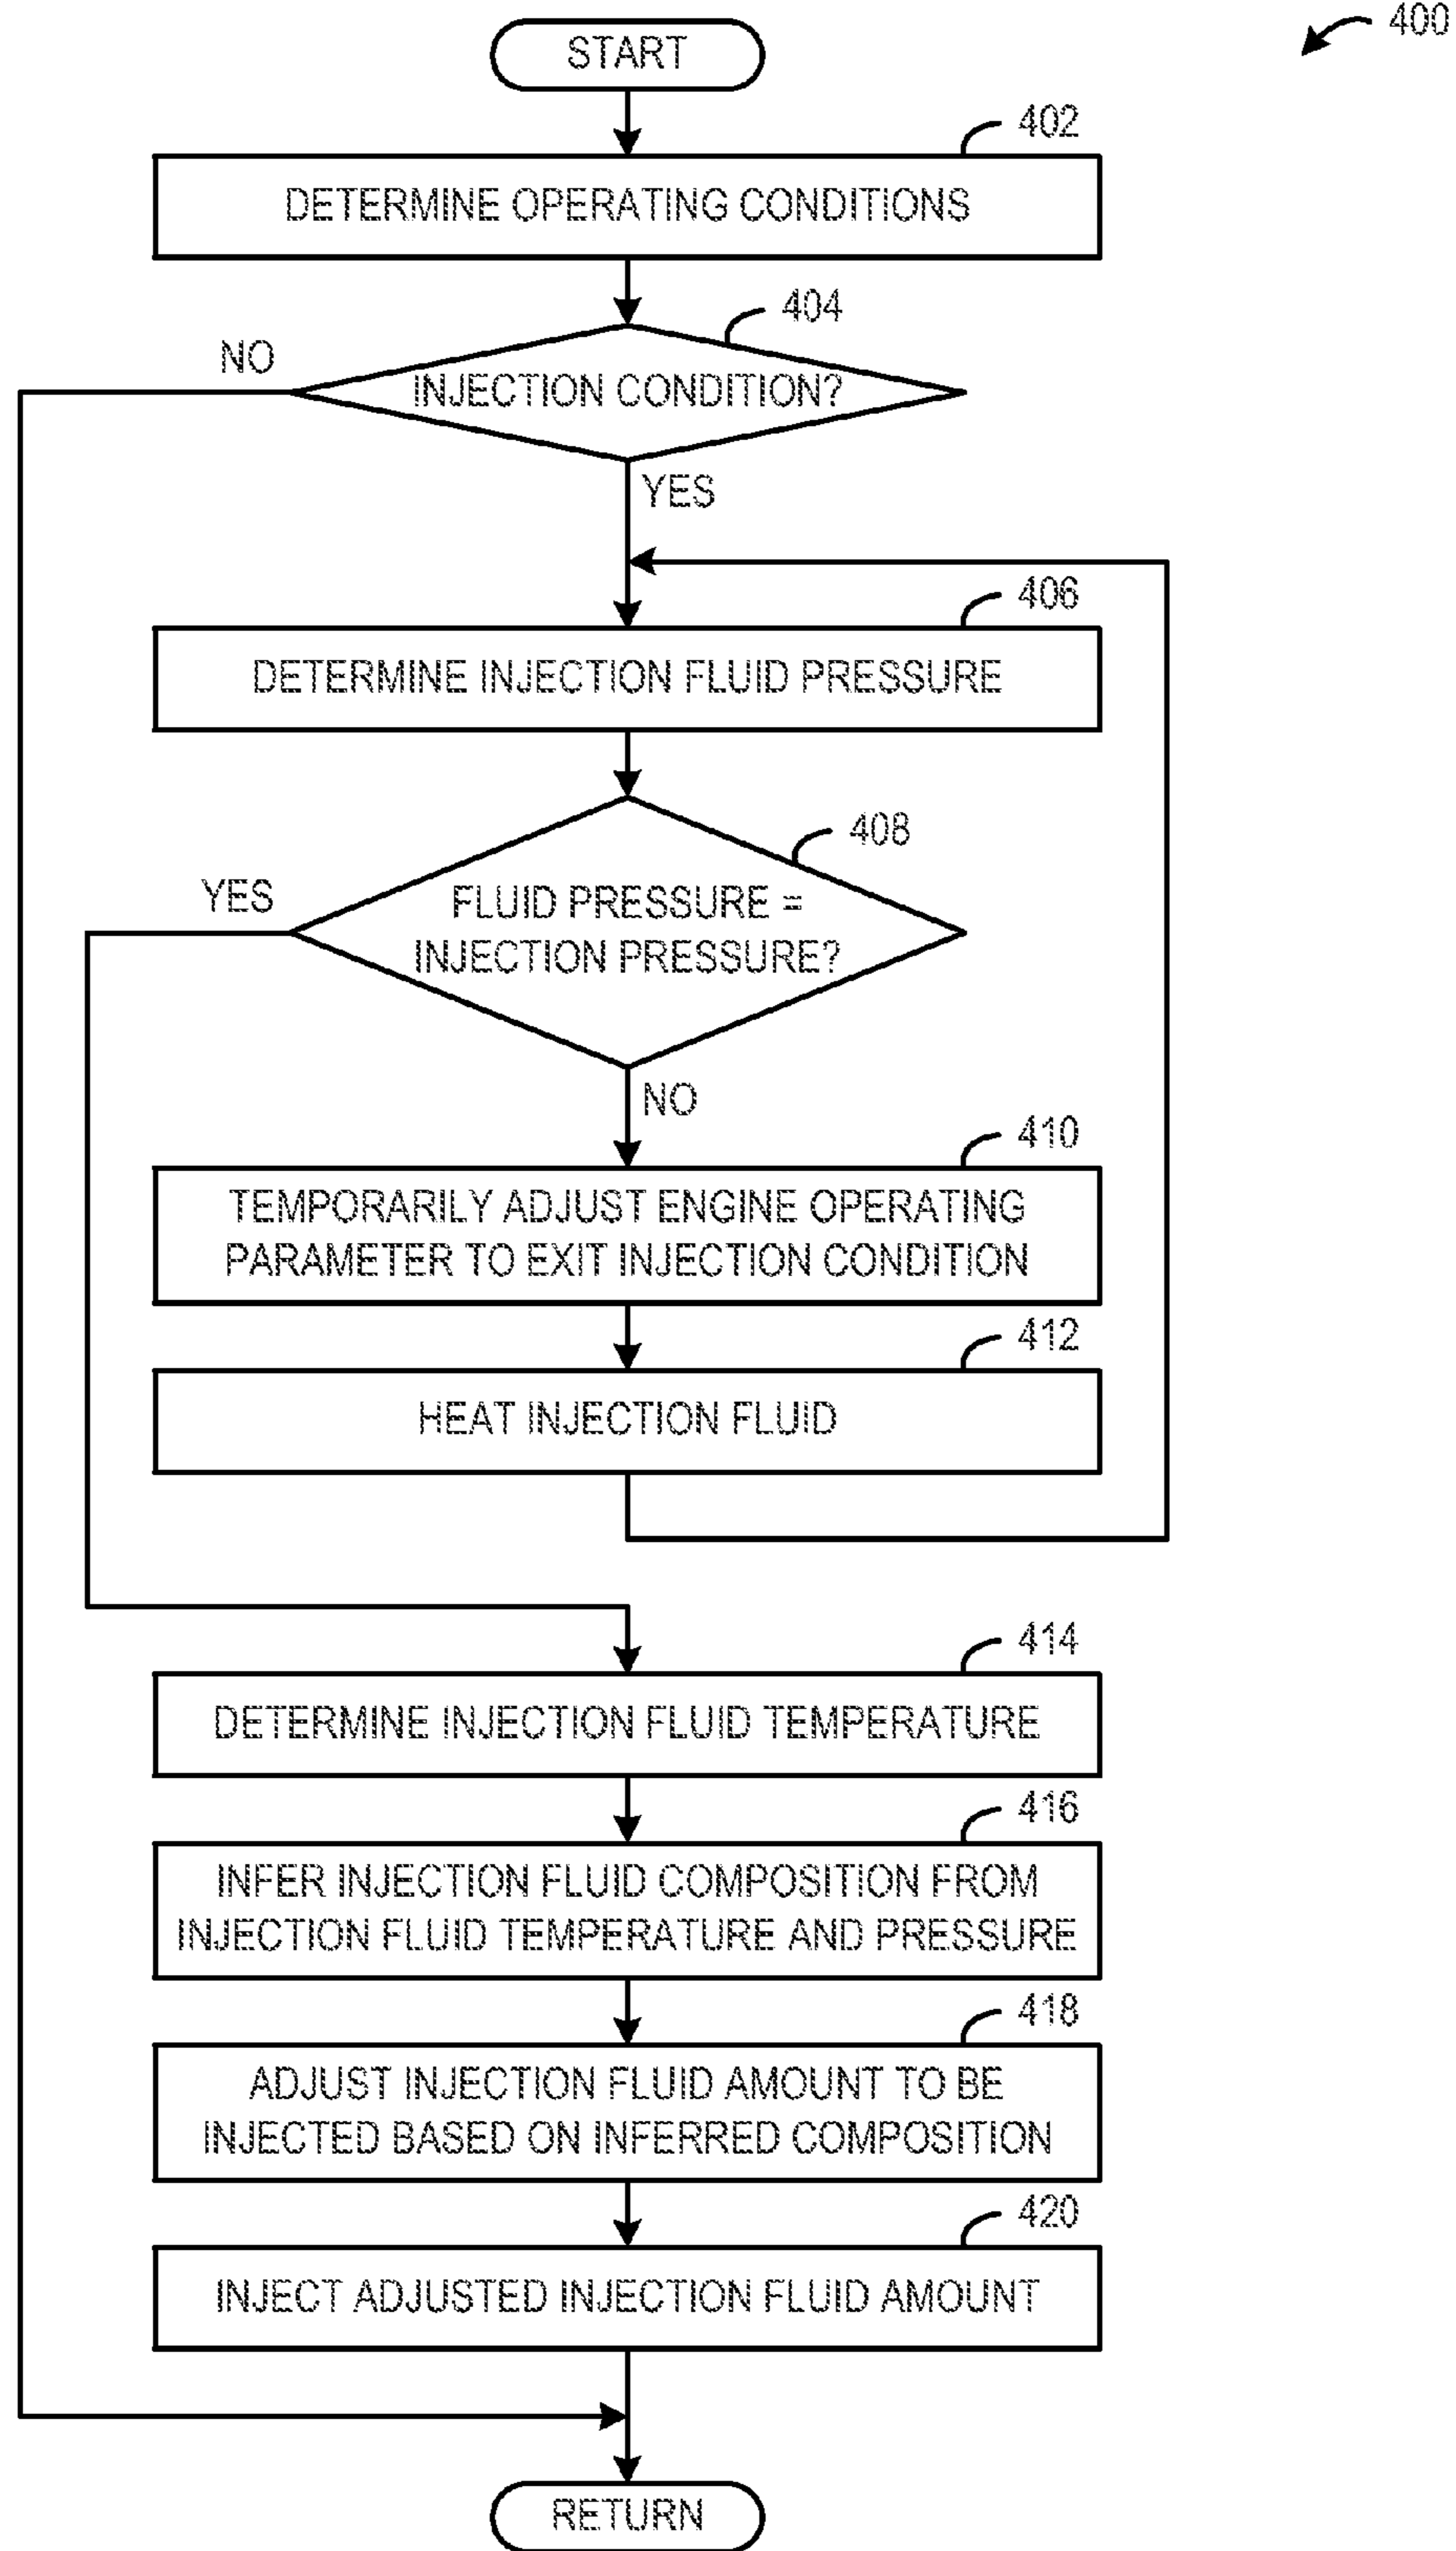 400
START
402
DETERMINE OPERATING CONDITIONS
404
NO
INJECTION CONDITION?
YES
406
DETERMINE INJECTION FLUID PRESSURE
408
YES
FLUID PRESSURE =
INJECTION PRESSURE?
NO
410
TEMPORARILY ADJUST ENGINE OPERATING
PARAMETER TO EXIT INJECTION CONDITION
412
HEAT INJECTION FLUID
414
DETERMINE INJECTION FLUID TEMPERATURE
416
INFER INJECTION FLUID COMPOSITION FROM
INJECTION FLUID TEMPERATURE AND PRESSURE
418
ADJUST INJECTION FLUID AMOUNT TO BE
INJECTED BASED ON INFERRED COMPOSITION
420
INJECT ADJUSTED INJECTION FLUID AMOUNT
RETURN